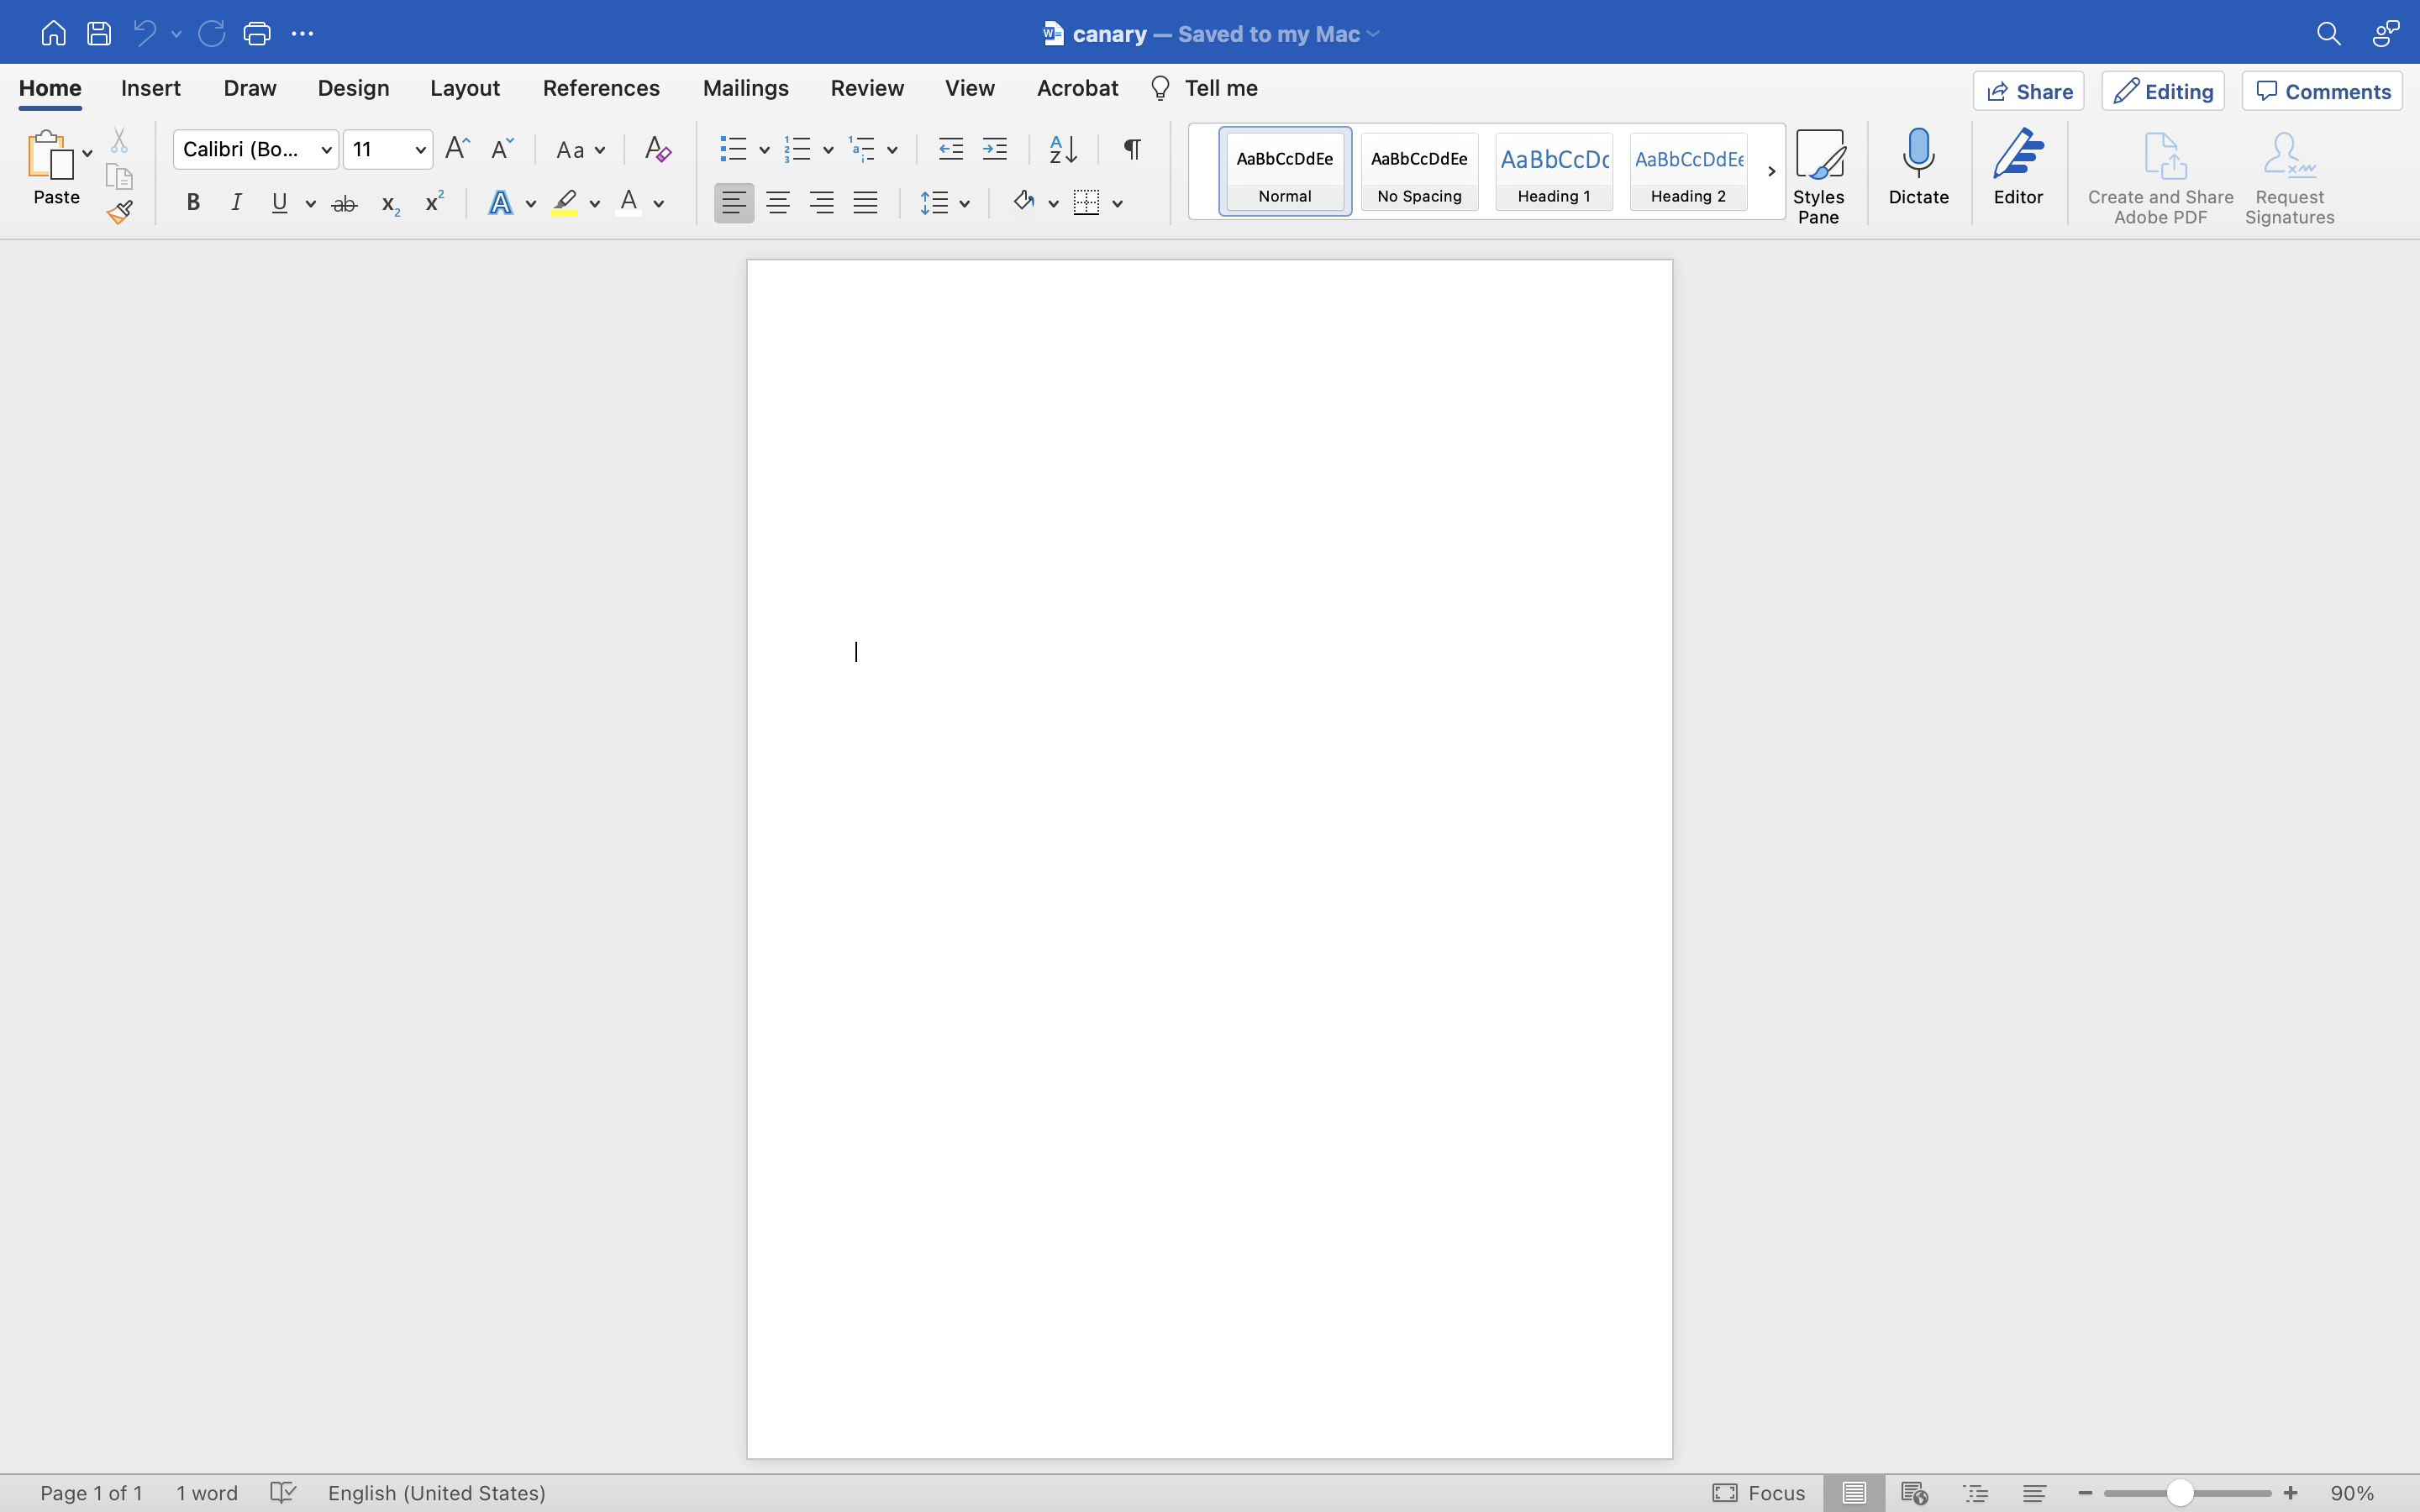 canary — Saved to my Mac
Home Insert Draw Design Layout References Mailings Review View Acrobat Tell me Share Editing Comments
Paste Calibri (Bo... 11 Aa
AaBbCcDdEe AaBbCcDdEe AaBbCcDc AaBbCcDdEe
Normal No Spacing Heading 1 Heading 2
Styles Pane Dictate Editor Create and Share Adobe PDF Request Signatures
Page 1 of 1 1 word English (United States) Focus 90%